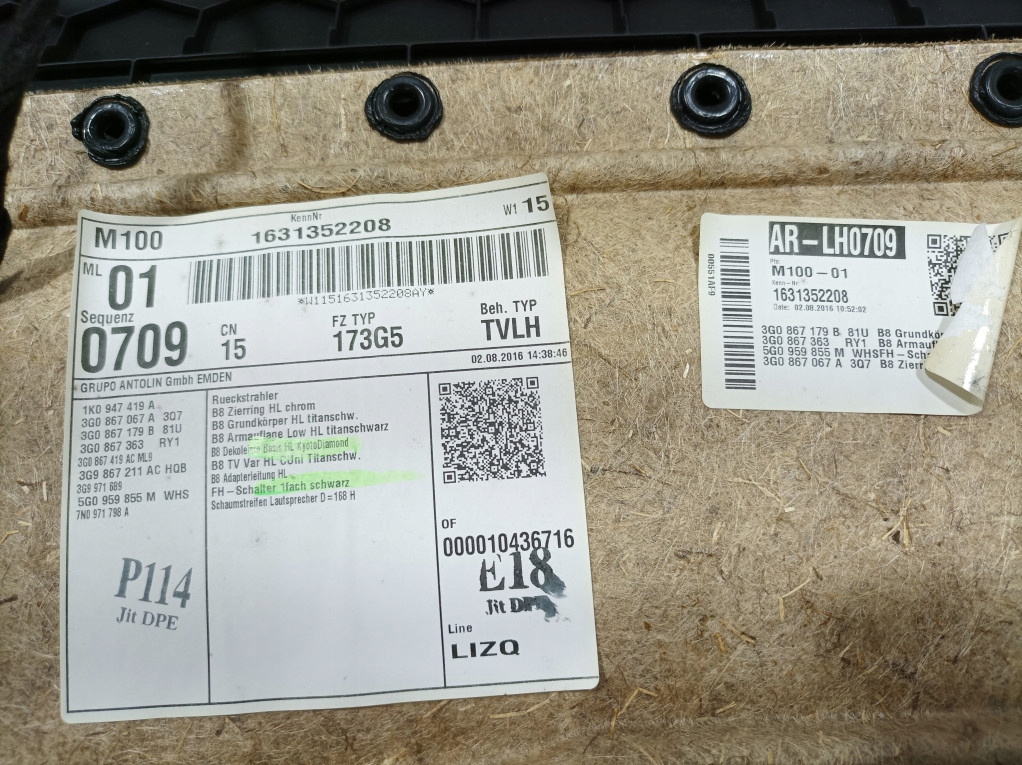 KennNr
W1 15
M100
1631352208
ML
01
*W1151631352208AY*
Sequenz
0709
CN
15
FZ TYP
173G5
Beh. TYP
TVLH
02.08.2016 14:38:46
GRUPO ANTOLIN Gmbh EMDEN
1K0 947 419 A Rueckstrahler
3G0 867 067 A 3Q7 B8 Zierring HL chrom
3G0 867 179 B 81U B8 Grundkörper HL titanschw.
3G0 867 363 RY1 B8 Armauflage Low HL titanschwarz
3G0 867 419 AC ML9 B8 Basis HL KyotoDiamond
3G9 867 211 AC HQB B8 TV Var HL Titanschw.
3G9 971 689 B8 Adapterleitung HL
5G0 959 855 M WHS FH-Schalter 1fach schwarz
7N0 971 798 A Schaumstreifen Lautsprecher D=168 H
P114
Jit DPE
OF
000010436716
E18
Jit
Line
LIZQ
AR-LH0709
M100-01
Kenn-Nr
1631352208
Date: 02.08.2016 10:52:02
00551AF9
3G0 867 179 B 81U B8 Grundkör
3G0 867 363 RY1 B8 Armaufl
5G0 959 855 M WHSFH-Scha
3G0 867 067 A 3Q7 B8 Zierr